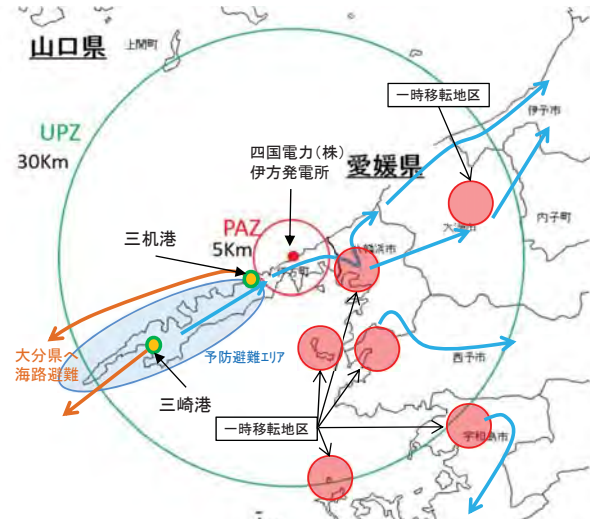 山口県
上関町
一時移転地区
伊予市
UPZ
30Km
四国電力(株)
伊方発電所
愛媛県
内子町
PAZ
5Km
三机港
八幡浜市
伊方町
大分県へ
海路避難
予防避難エリア
西予市
三崎港
一時移転地区
宇和島市